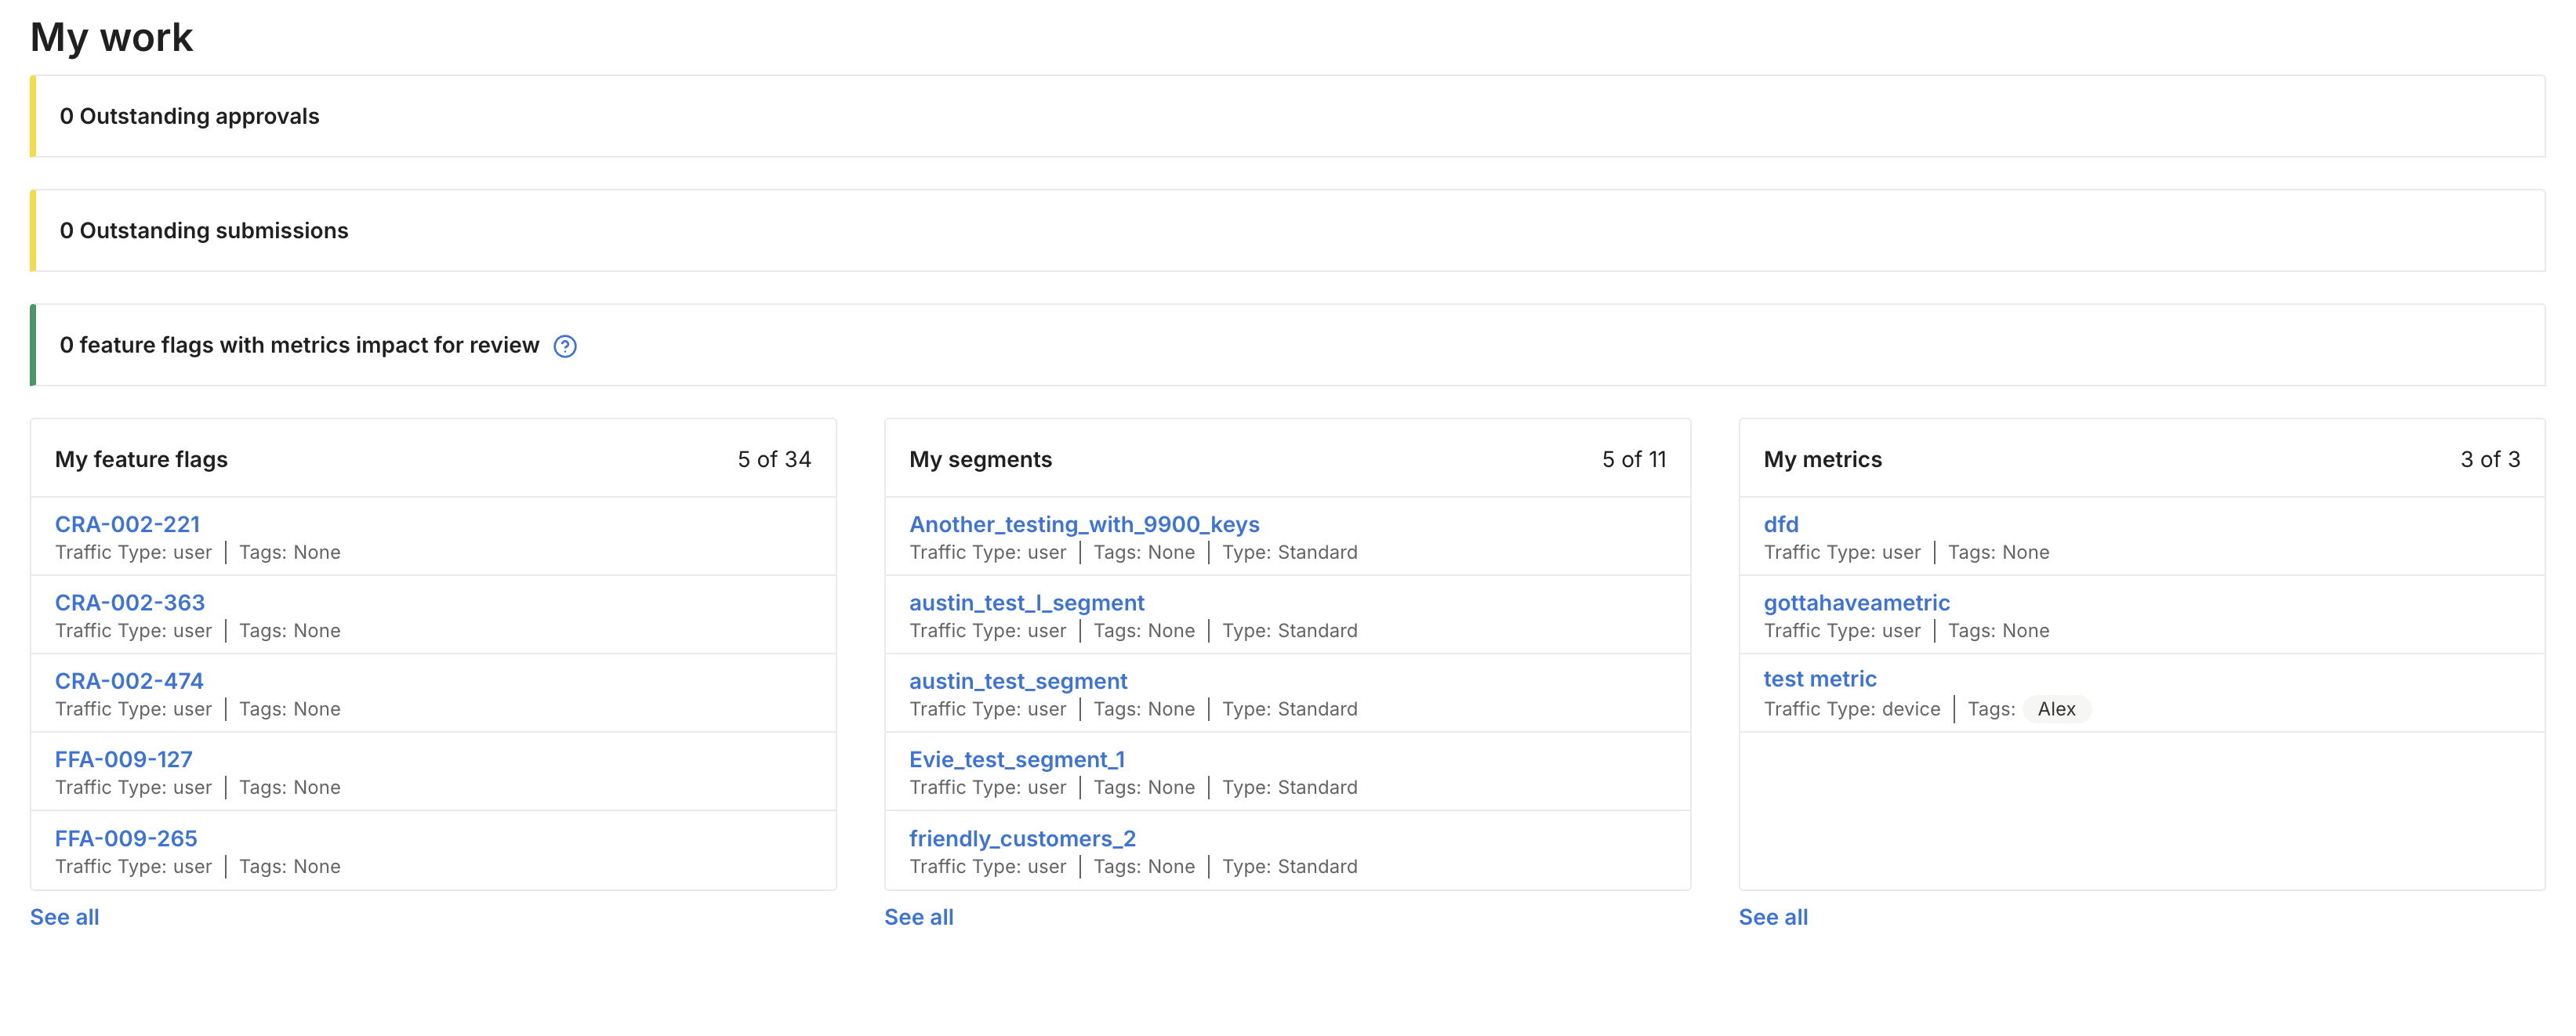 My work
0 Outstanding approvals
0 Outstanding submissions
0 feature flags with metrics impact for review
My feature flags 5 of 34
CRA-002-221
Traffic Type: user | Tags: None
CRA-002-363
Traffic Type: user | Tags: None
CRA-002-474
Traffic Type: user | Tags: None
FFA-009-127
Traffic Type: user | Tags: None
FFA-009-265
Traffic Type: user | Tags: None
See all
My segments 5 of 11
Another_testing_with_9900_keys
Traffic Type: user | Tags: None | Type: Standard
austin_test_l_segment
Traffic Type: user | Tags: None | Type: Standard
austin_test_segment
Traffic Type: user | Tags: None | Type: Standard
Evie_test_segment_1
Traffic Type: user | Tags: None | Type: Standard
friendly_customers_2
Traffic Type: user | Tags: None | Type: Standard
See all
My metrics 3 of 3
dfd
Traffic Type: user | Tags: None
gottahaveametric
Traffic Type: user | Tags: None
test metric
Traffic Type: device | Tags: Alex
See all